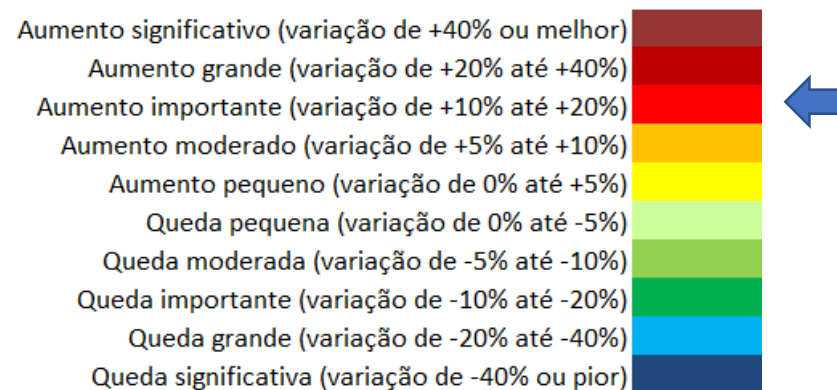 Aumento significativo (variação de +40% ou melhor)
Aumento grande (variação de +20% até +40%)
Aumento importante (variação de +10% até +20%)
Aumento moderado (variação de +5% até +10%)
Aumento pequeno (variação de 0% até +5%)
Queda pequena (variação de 0% até -5%)
Queda moderada (variação de -5% até -10%)
Queda importante (variação de -10% até -20%)
Queda grande (variação de -20% até -40%)
Queda significativa (variação de -40% ou pior)